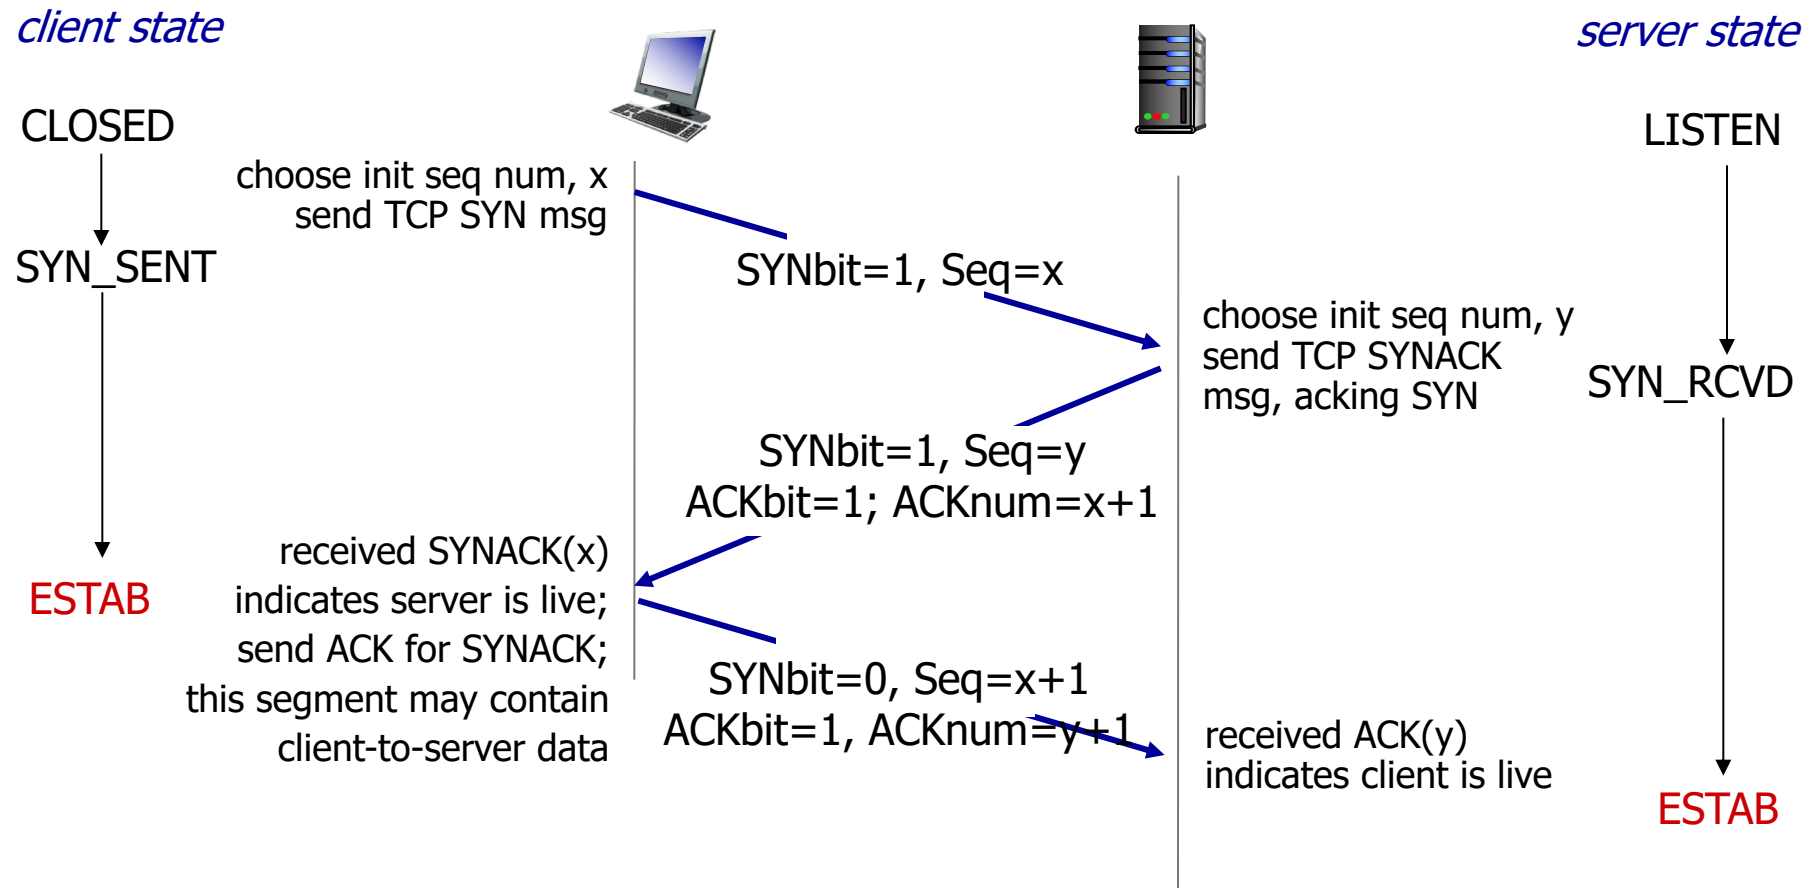 client state
server state
CLOSED
LISTEN
choose init seq num, x
send TCP SYN msg
SYN_SENT
SYNbit=1, Seq=x
choose init seq num, y
send TCP SYNACK
msg, acking SYN
SYN_RCVD
SYNbit=1, Seq=y
ACKbit=1; ACKnum=x+1
received SYNACK(x)
indicates server is live;
send ACK for SYNACK;
this segment may contain
client-to-server data
ESTAB
SYNbit=0, Seq=x+1
ACKbit=1, ACKnum=y+1
received ACK(y)
indicates client is live
ESTAB